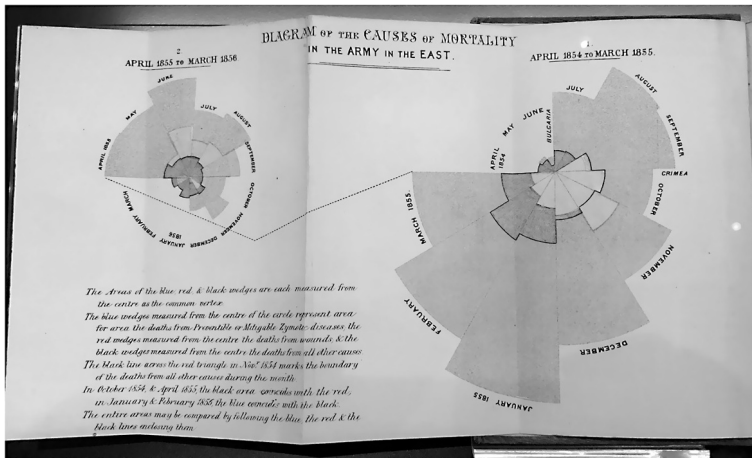 DIAGRAM OF THE CAUSES OF MORTALITY
IN THE ARMY IN THE EAST.
2.
APRIL 1855 TO MARCH 1856
JUNE
JULY
AUGUST
SEPTEMBER
OCTOBER
NOVEMBER
DECEMBER
JANUARY 1856
FEBRUARY
MARCH
APRIL 1855
MAY
1.
APRIL 1854 TO MARCH 1855.
APRIL 1854
MAY
JUNE
BULGARIA
JULY
AUGUST
SEPTEMBER
CRIMEA
OCTOBER
NOVEMBER
DECEMBER
JANUARY 1855
FEBRUARY
MARCH 1855.
The Areas of the blue, red, & black wedges are each measured from
the centre as the common vertex.
The blue wedges measured from the centre of the circle represent area
for area the deaths from Preventible or Mitigable Zymotic diseases, the
red wedges measured from the centre the deaths from wounds, & the
black wedges measured from the centre the deaths from all other causes
The black line across the red triangle in Novr. 1854 marks the boundary
of the deaths from all other causes during the month
In October 1854, & April 1855, the black area coincides with the red,
in January & February 1856, the blue coincides with the black.
The entire areas may be compared by following the blue, the red & the
black lines enclosing them